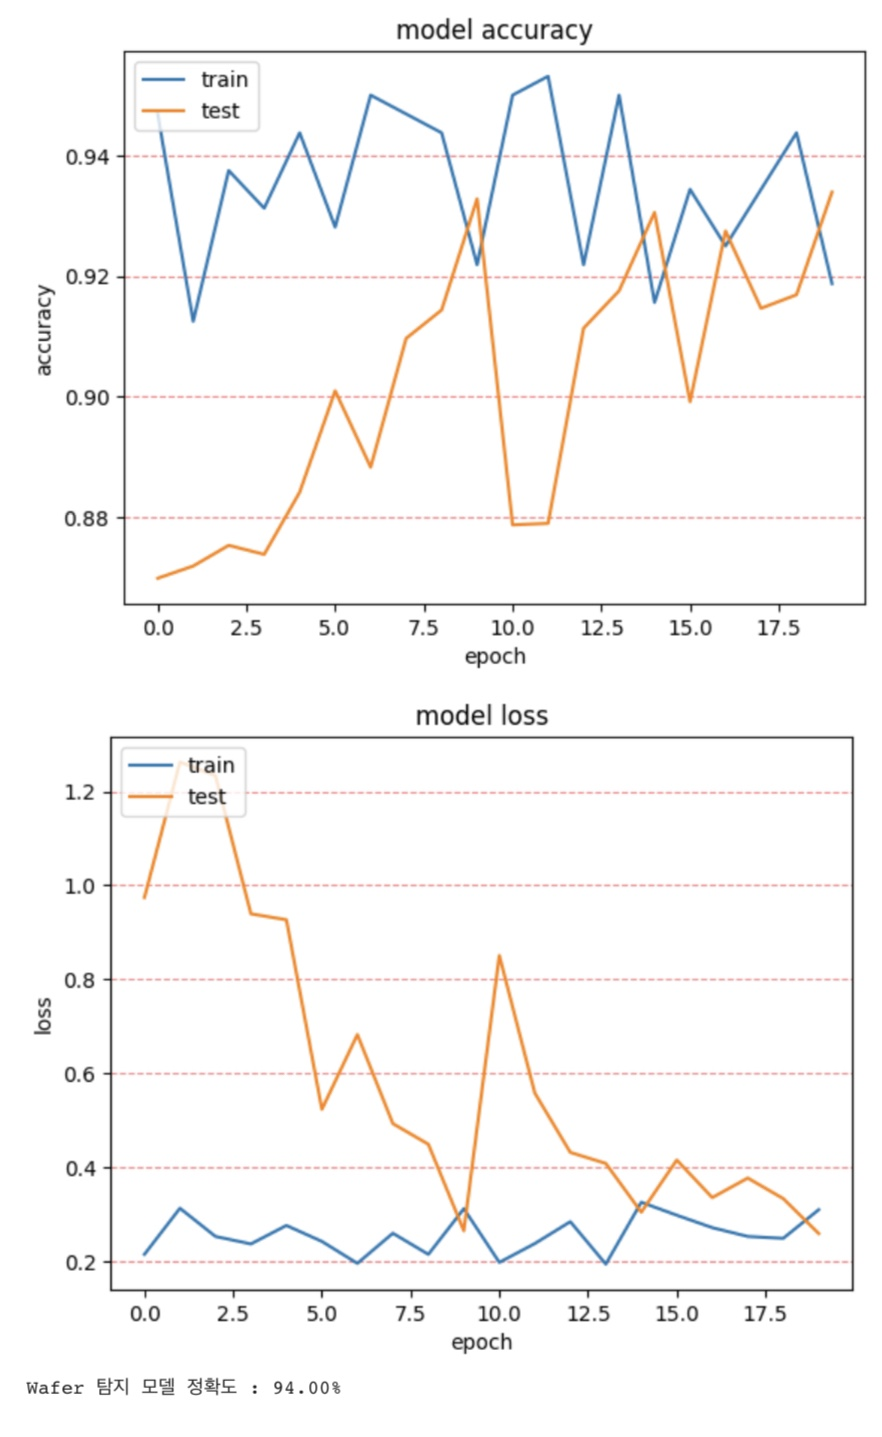 model accuracy
train
test
0.94
0.92
0.90
0.88
accuracy
0.0 2.5 5.0 7.5 10.0 12.5 15.0 17.5
epoch
model loss
train
test
1.2
1.0
0.8
0.6
0.4
0.2
loss
0.0 2.5 5.0 7.5 10.0 12.5 15.0 17.5
epoch
Wafer 탐지 모델 정확도 : 94.00%